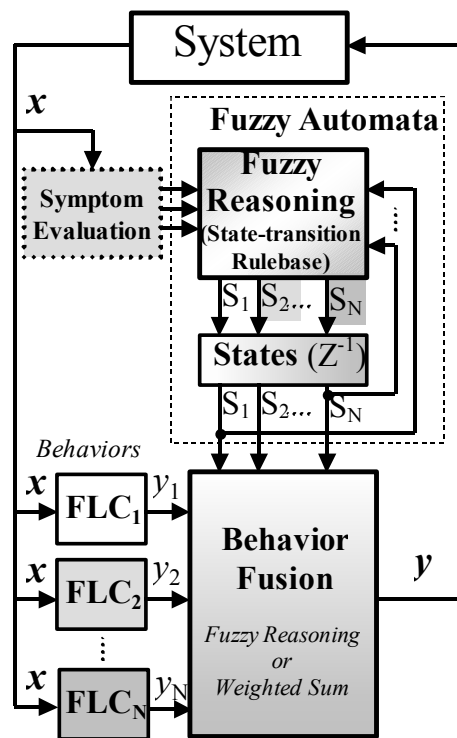 System
x
Fuzzy Automata
Symptom
Evaluation
Fuzzy
Reasoning
(State-transition
Rulebase)
S1 S2... SN
States (Z-1)
S1 S2... SN
Behaviors
x FLC1 y1
x FLC2 y2
x FLCN yN
Behavior
Fusion
Fuzzy Reasoning
or
Weighted Sum
y